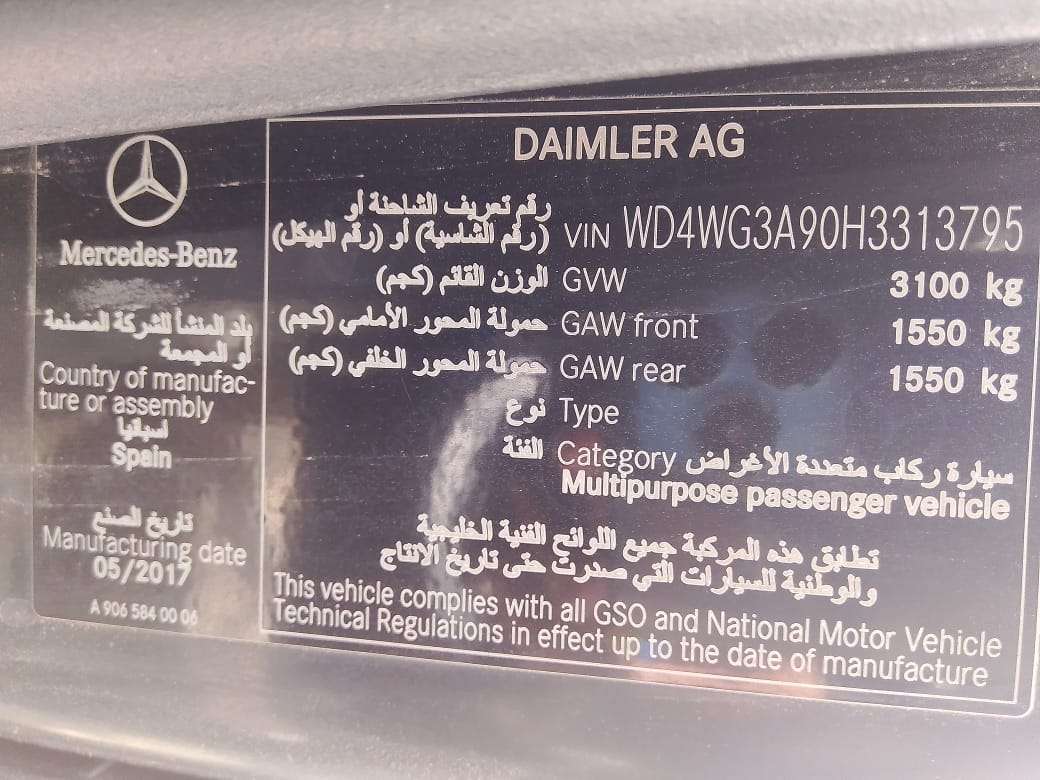 Mercedes-Benz
بلد المنشأ للشركة المصنعة
أو المجمعة
Country of manufac-
ture or assembly
اسبانيا
Spain
تاريخ الصنع
Manufacturing date
05/2017
A 906 584 00 06
DAIMLER AG
رقم تعريف الشاحنة أو
(رقم الشاسية) أو (رقم الهيكل) VIN WD4WG3A90H3313795
الوزن القائم (كجم) GVW 3100 kg
حمولة المحور الأمامي (كجم) GAW front 1550 kg
حمولة المحور الخلفي (كجم) GAW rear 1550 kg
نوع Type
الفئة Category سيارة ركاب متعددة الأغراض
Multipurpose passenger vehicle
تطابق هذه المركبة جميع اللوائح الفنية الخليجية
والوطنية للسيارات التي صدرت حتى تاريخ الانتاج
This vehicle complies with all GSO and National Motor Vehicle
Technical Regulations in effect up to the date of manufacture